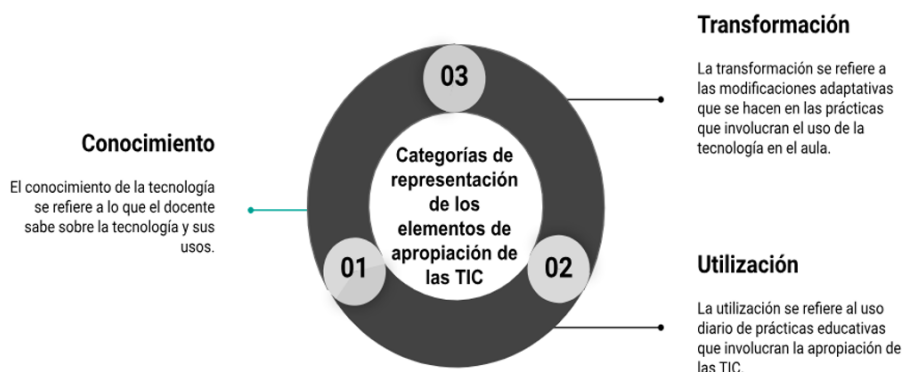 Transformación
La transformación se refiere a
las modificaciones adaptativas
que se hacen en las prácticas
que involucran el uso de la
tecnología en el aula.
03
Conocimiento
El conocimiento de la tecnología
se refiere a lo que el docente
sabe sobre la tecnología y sus
usos.
Categorías de
representación
de los
elementos de
apropiación de
las TIC
01
02
Utilización
La utilización se refiere al uso
diario de prácticas educativas
que involucran la apropiación de
las TIC.